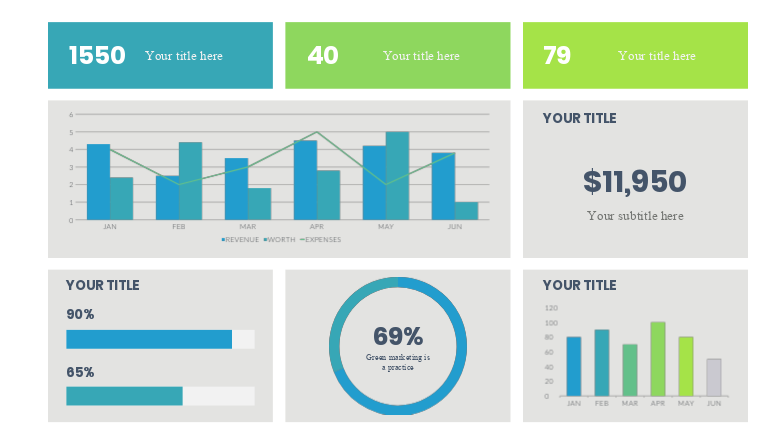 1550 Your title here
40 Your title here
79 Your title here
6
5
4
3
2
1
0
JAN FEB MAR APR MAY JUN
REVENUE WORTH EXPENSES
YOUR TITLE
$11,950
Your subtitle here
YOUR TITLE
90%
65%
69%
Green marketing is
a practice
YOUR TITLE
120
100
80
60
40
20
0
JAN FEB MAR APR MAY JUN